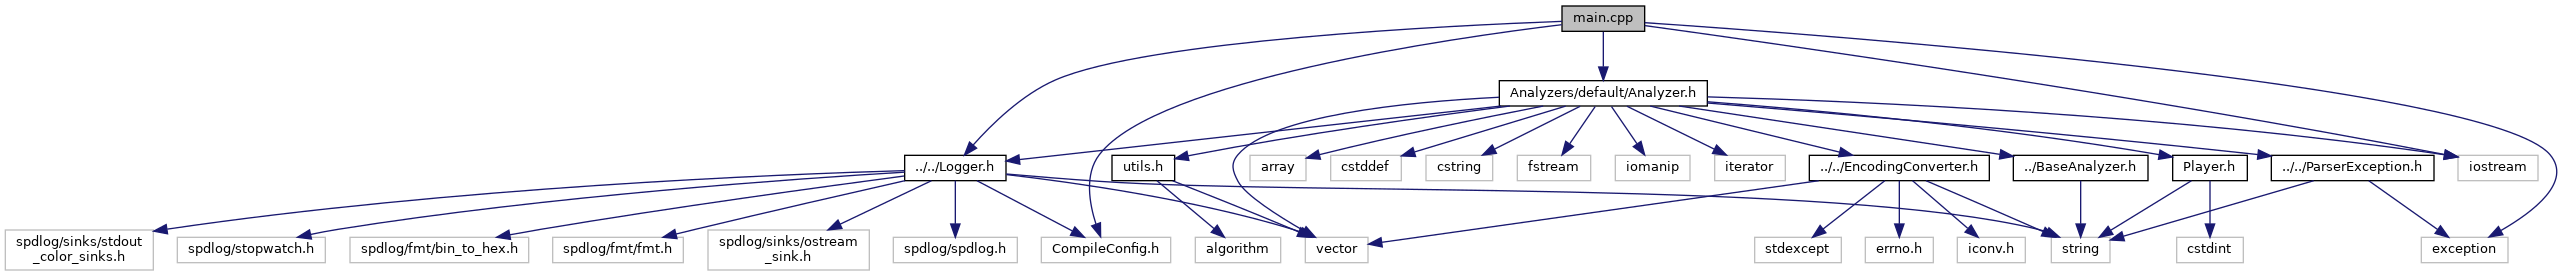 main.cpp
Analyzers/default/Analyzer.h
../../Logger.h
utils.h
array
cstddef
cstring
fstream
iomanip
iterator
../../EncodingConverter.h
../BaseAnalyzer.h
Player.h
../../ParserException.h
iostream
spdlog/sinks/stdout
_color_sinks.h
spdlog/stopwatch.h
spdlog/fmt/bin_to_hex.h
spdlog/fmt/fmt.h
spdlog/sinks/ostream
_sink.h
spdlog/spdlog.h
CompileConfig.h
algorithm
vector
stdexcept
errno.h
iconv.h
string
cstdint
exception